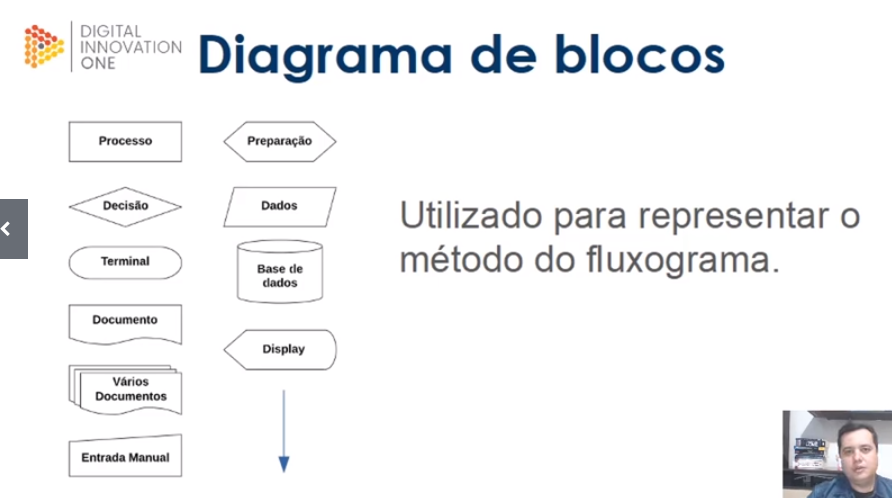 DIGITAL
INNOVATION
ONE
Diagrama de blocos
Processo
Preparação
Decisão
Dados
Terminal
Base de
dados
Documento
Display
Vários
Documentos
Entrada Manual
Utilizado para representar o
método do fluxograma.